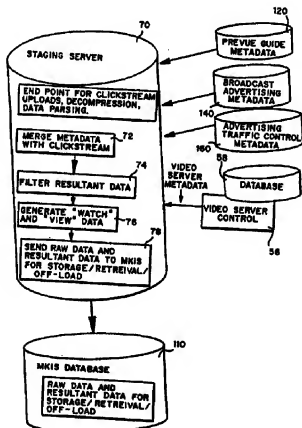 70
120
STAGING SERVER
PREVUE GUIDE
METADATA
END POINT FOR CLICKSTREAM
UPLOADS, DECOMPRESSION,
DATA PARSING.
BROADCAST
ADVERTISING
METADATA
140
72
MERGE METADATA
WITH CLICKSTREAM
ADVERTISING
TRAFFIC CONTROL
METADATA
160
74
58
FILTER RESULTANT DATA
VIDEO
SERVER
METADATA
DATABASE
GENERATE "WATCH"
AND "VIEW" DATA
76
VIDEO SERVER
CONTROL
78
56
SEND RAW DATA AND
RESULTANT DATA TO MKIS
FOR STORAGE/RETREIVAL/
OFF-LOAD
110
MKIS DATABASE
RAW DATA AND
RESULTANT DATA FOR
STORAGE/RETREIVAL/
OFF-LOAD